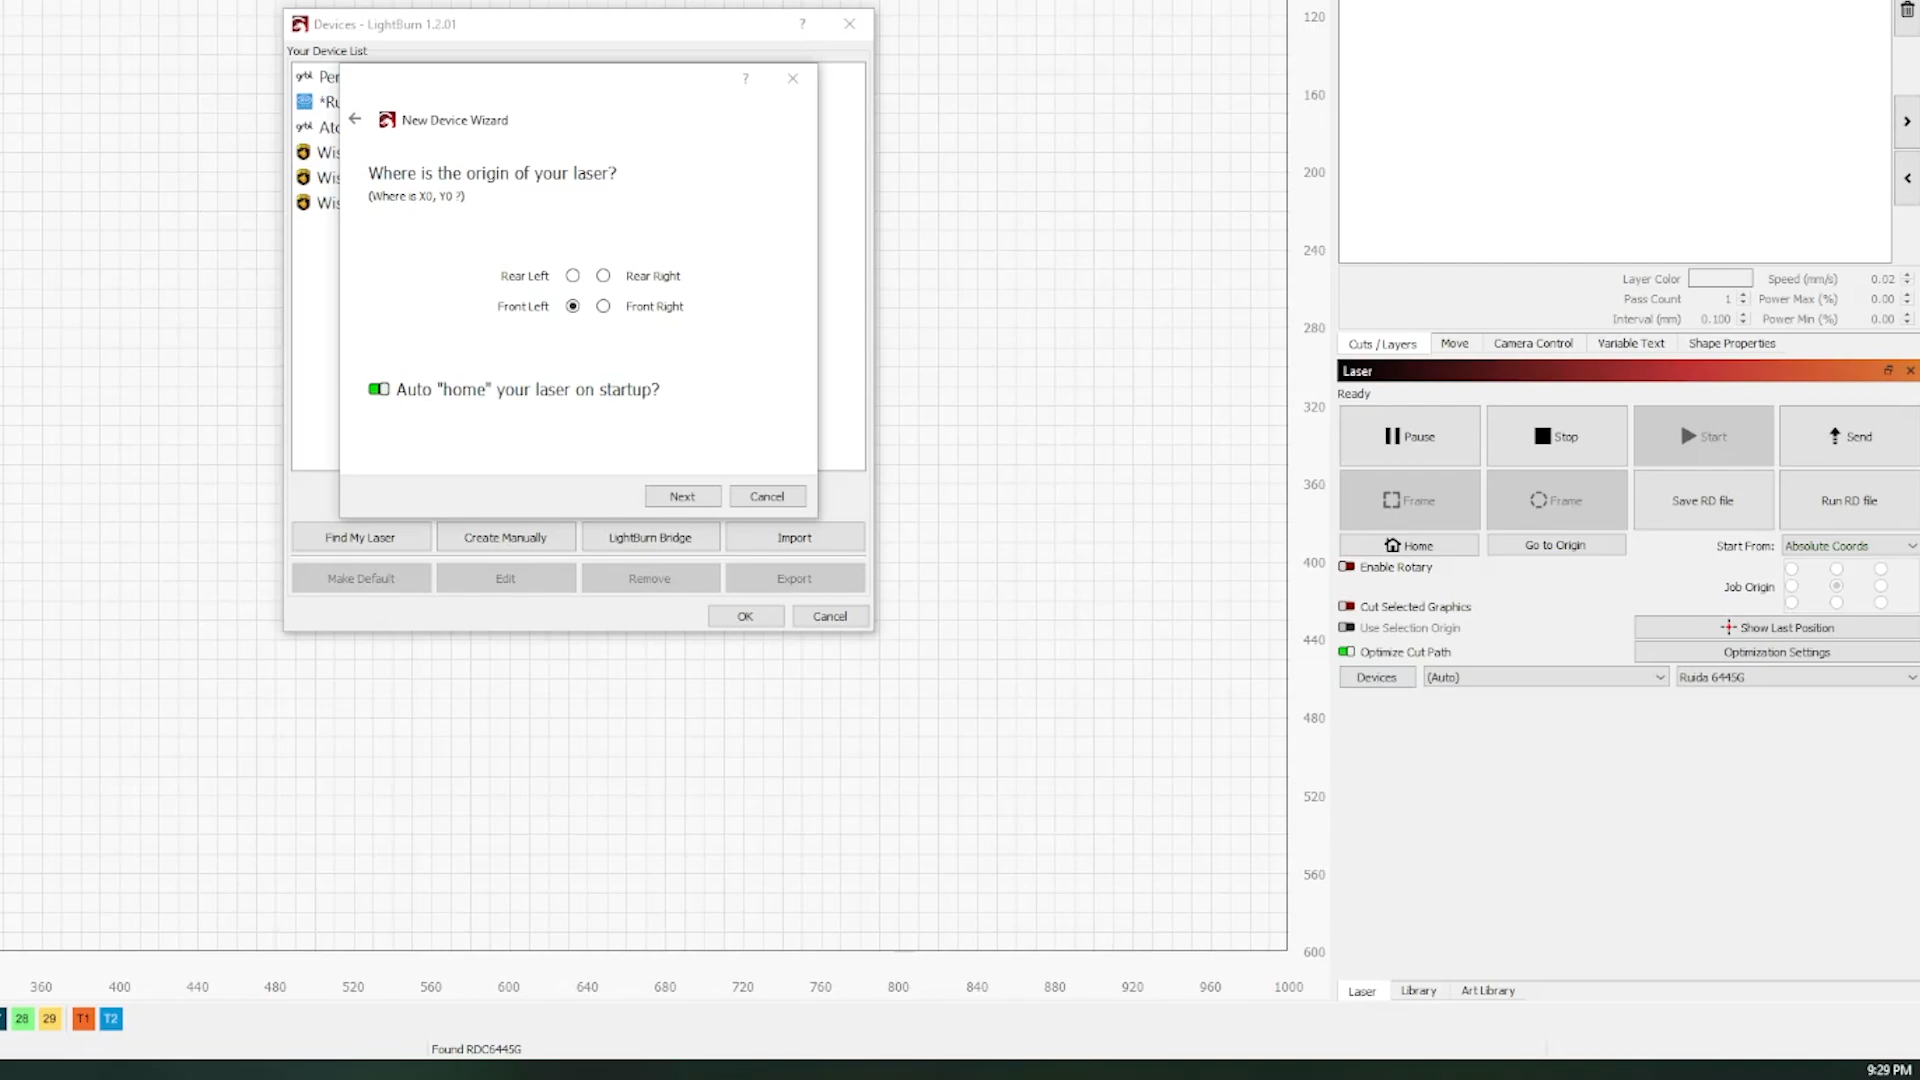 Devices - LightBurn 1.2.01
?
Your Device List
grbl Per
*Ru
grbl Ato
Wis
Wis
Wis
?
New Device Wizard
Where is the origin of your laser?
(Where is X0, Y0 ?)
Rear Left
Rear Right
Front Left
Front Right
Auto "home" your laser on startup?
Next
Cancel
Find My Laser
Create Manually
LightBurn Bridge
Import
Make Default
Edit
Remove
Export
OK
Cancel
120
160
200
240
280
320
360
400
440
480
520
560
600
360 400 440 480 520 560 600 640 680 720 760 800 840 880 920 960 1000
Layer Color
Speed (mm/s) 0.02
Pass Count 1
Power Max (%) 0.00
Interval (mm) 0.100
Power Min (%) 0.00
Cuts / Layers
Move
Camera Control
Variable Text
Shape Properties
Laser
Ready
Pause
Stop
Start
Send
Frame
Frame
Save RD file
Run RD file
Home
Go to Origin
Start From: Absolute Coords
Enable Rotary
Job Origin
Cut Selected Graphics
Use Selection Origin
Show Last Position
Optimize Cut Path
Optimization Settings
Devices
(Auto)
Ruida 6445G
Laser
Library
Art Library
28
29
T1
T2
Found RDC6445G
9:29 PM